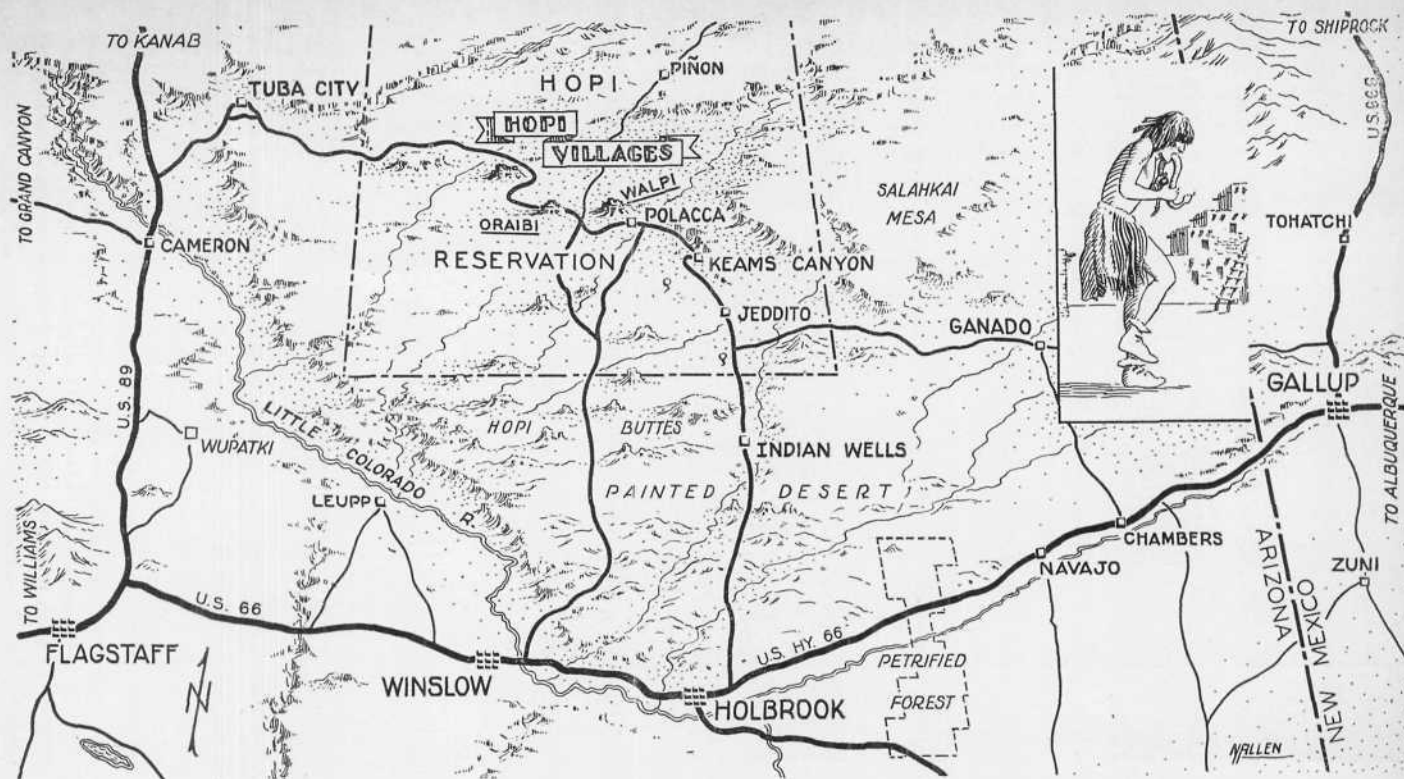 TO KANAB
TO SHIPROCK
TUBA CITY
HOPI
PIÑON
HOPI
VILLAGES
U.S. 666
TO GRAND CANYON
WALPI
SALAHKAI
MESA
ORAIBI
POLACCA
TOHATCHI
CAMERON
RESERVATION
KEAMS CANYON
JEDDITO
GANADO
GALLUP
U.S. 89
LITTLE
COLORADO
R.
HOPI
BUTTES
TO ALBUQUERQUE
WUPATKI
INDIAN WELLS
LEUPP
PAINTED
DESERT
TO WILLIAMS
CHAMBERS
NAVAJO
ARIZONA
NEW MEXICO
ZUNI
U.S. 66
FLAGSTAFF
N
U.S. HY. 66
PETRIFIED
FOREST
WINSLOW
HOLBROOK
NALLEN